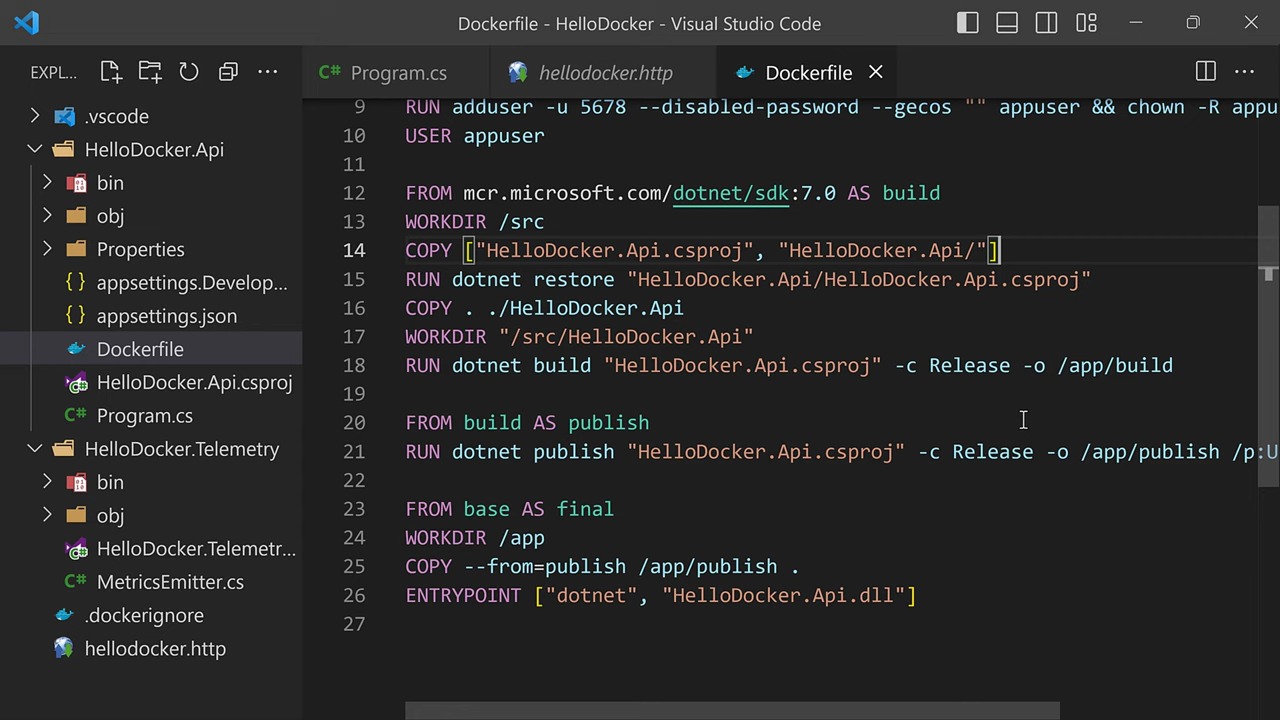 Dockerfile - HelloDocker - Visual Studio Code
EXPL...
Program.cs
hellodocker.http
Dockerfile
.vscode
HelloDocker.Api
bin
obj
Properties
appsettings.Develop...
appsettings.json
Dockerfile
HelloDocker.Api.csproj
Program.cs
HelloDocker.Telemetry
bin
obj
HelloDocker.Telemetr...
MetricsEmitter.cs
.dockerignore
hellodocker.http
9 RUN adduser -u 5678 --disabled-password --gecos "" appuser && chown -R appu
10 USER appuser
11
12 FROM mcr.microsoft.com/dotnet/sdk:7.0 AS build
13 WORKDIR /src
14 COPY ["HelloDocker.Api.csproj", "HelloDocker.Api/"]
15 RUN dotnet restore "HelloDocker.Api/HelloDocker.Api.csproj"
16 COPY . ./HelloDocker.Api
17 WORKDIR "/src/HelloDocker.Api"
18 RUN dotnet build "HelloDocker.Api.csproj" -c Release -o /app/build
19
20 FROM build AS publish
21 RUN dotnet publish "HelloDocker.Api.csproj" -c Release -o /app/publish /p:U
22
23 FROM base AS final
24 WORKDIR /app
25 COPY --from=publish /app/publish .
26 ENTRYPOINT ["dotnet", "HelloDocker.Api.dll"]
27